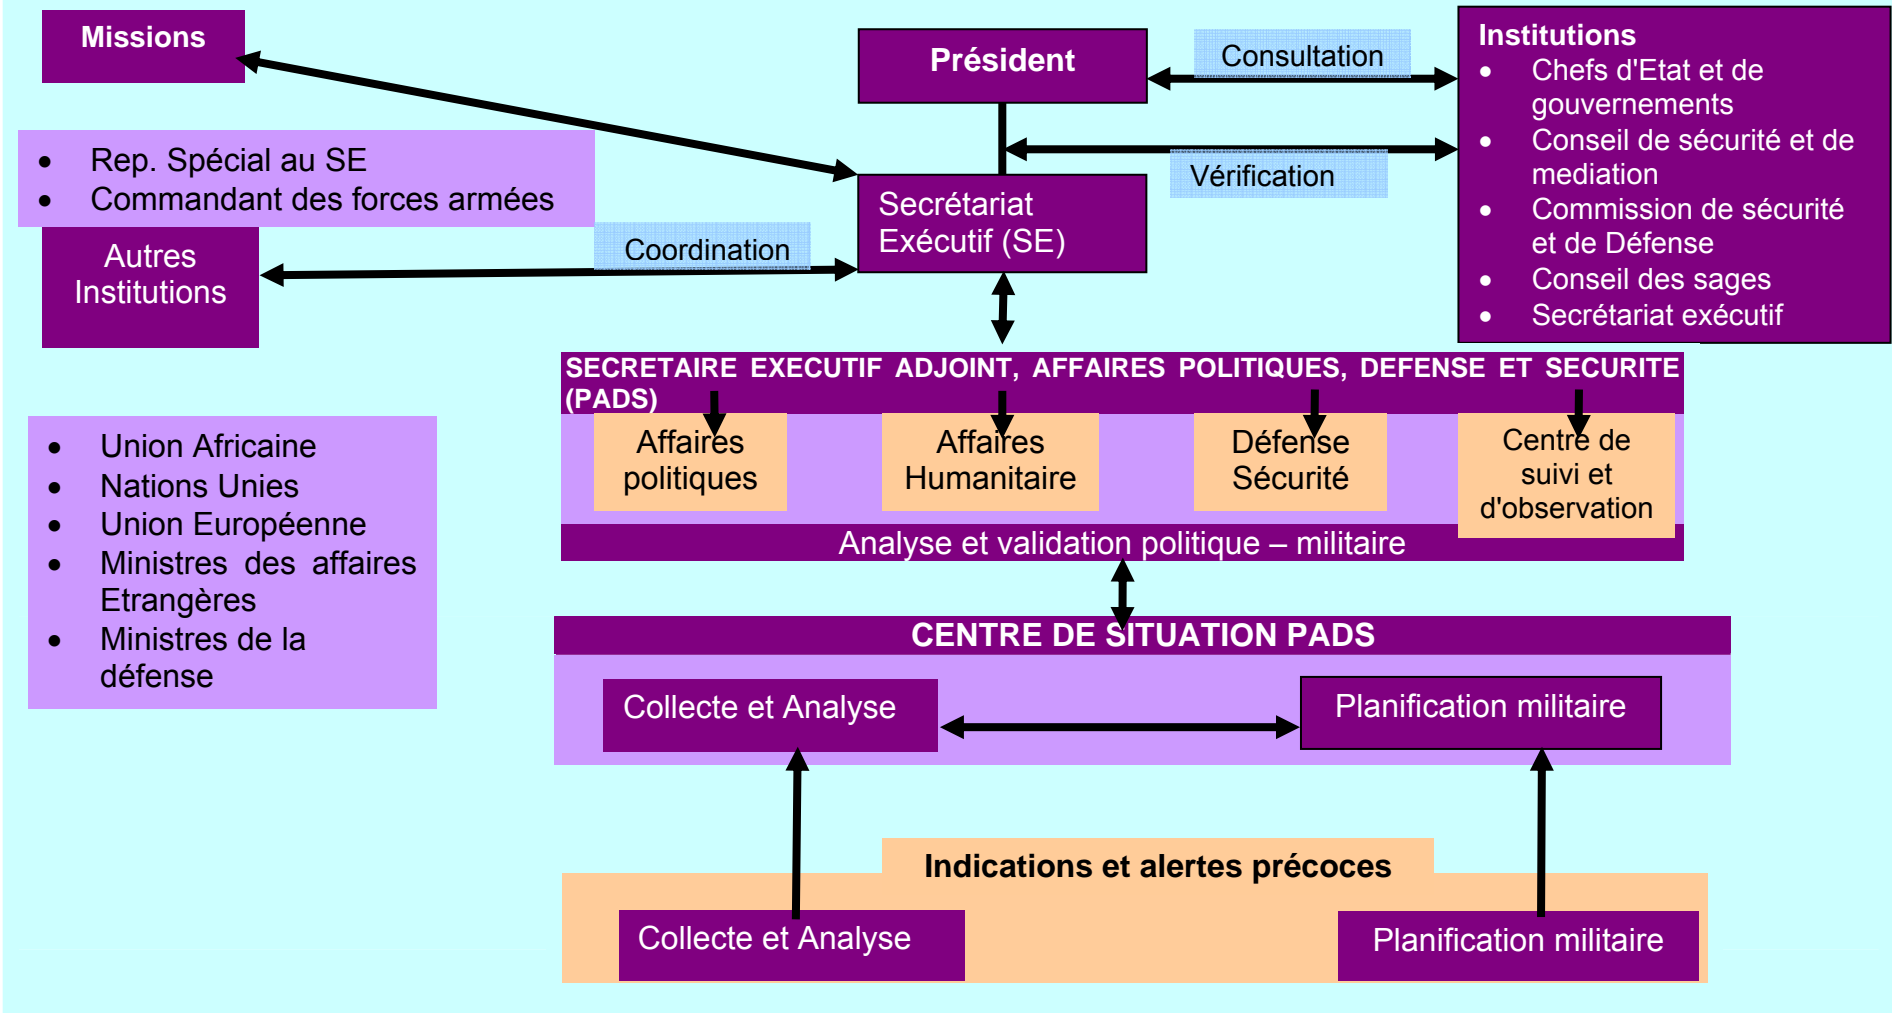 Missions
Président
Consultation
Vérification
Institutions
• Chefs d'Etat et de
gouvernements
• Conseil de sécurité et de
mediation
• Commission de sécurité
et de Défense
• Conseil des sages
• Secrétariat exécutif
• Rep. Spécial au SE
• Commandant des forces armées
Autres
Institutions
Coordination
Secrétariat
Exécutif (SE)
SECRETAIRE EXECUTIF ADJOINT, AFFAIRES POLITIQUES, DEFENSE ET SECURITE
(PADS)
Affaires
politiques
Affaires
Humanitaire
Défense
Sécurité
Centre de
suivi et
d'observation
Analyse et validation politique – militaire
• Union Africaine
• Nations Unies
• Union Européenne
• Ministres des affaires
Etrangères
• Ministres de la
défense
CENTRE DE SITUATION PADS
Collecte et Analyse
Planification militaire
Indications et alertes précoces
Collecte et Analyse
Planification militaire